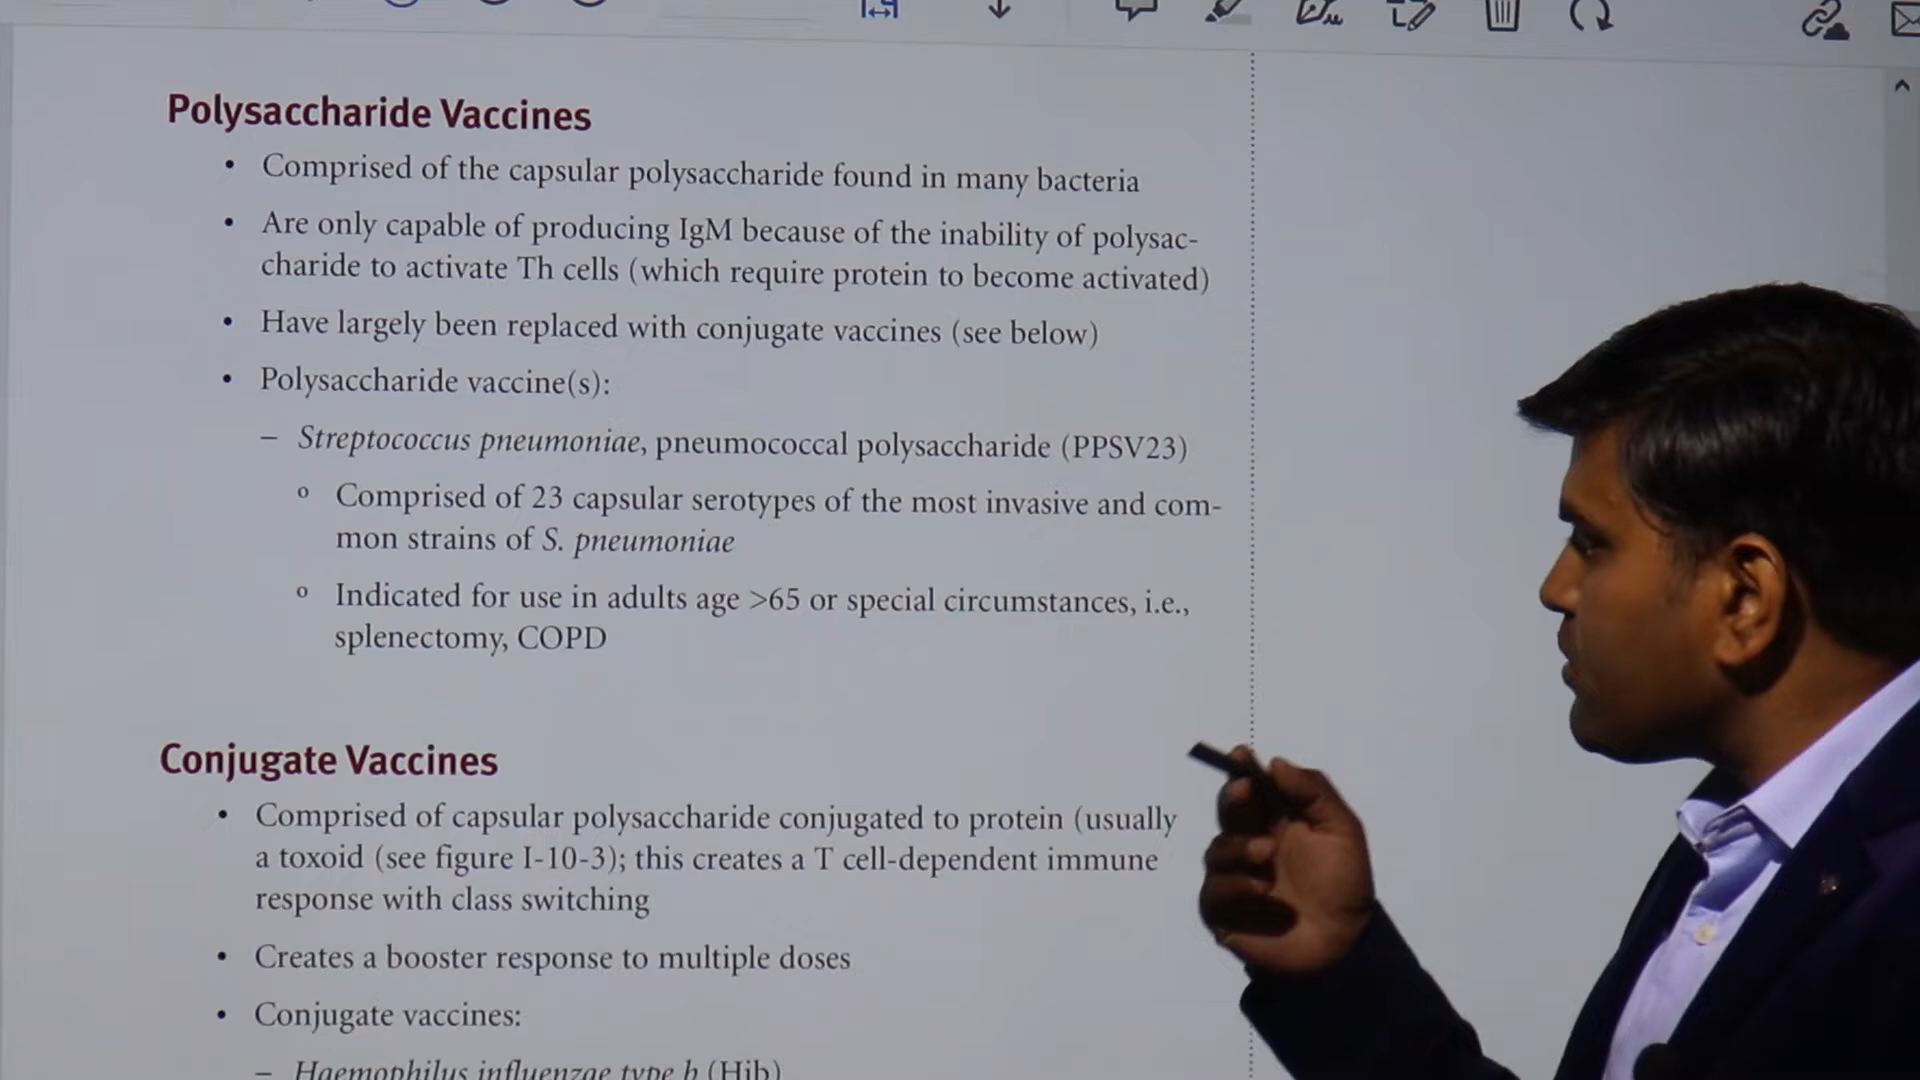 Polysaccharide Vaccines
• Comprised of the capsular polysaccharide found in many bacteria
• Are only capable of producing IgM because of the inability of polysac-
charide to activate Th cells (which require protein to become activated)
• Have largely been replaced with conjugate vaccines (see below)
• Polysaccharide vaccine(s):
– Streptococcus pneumoniae, pneumococcal polysaccharide (PPSV23)
o Comprised of 23 capsular serotypes of the most invasive and com-
mon strains of S. pneumoniae
o Indicated for use in adults age >65 or special circumstances, i.e.,
splenectomy, COPD
Conjugate Vaccines
• Comprised of capsular polysaccharide conjugated to protein (usually
a toxoid (see figure I-10-3); this creates a T cell-dependent immune
response with class switching
• Creates a booster response to multiple doses
• Conjugate vaccines:
– Haemophilus influenzae type b (Hib)